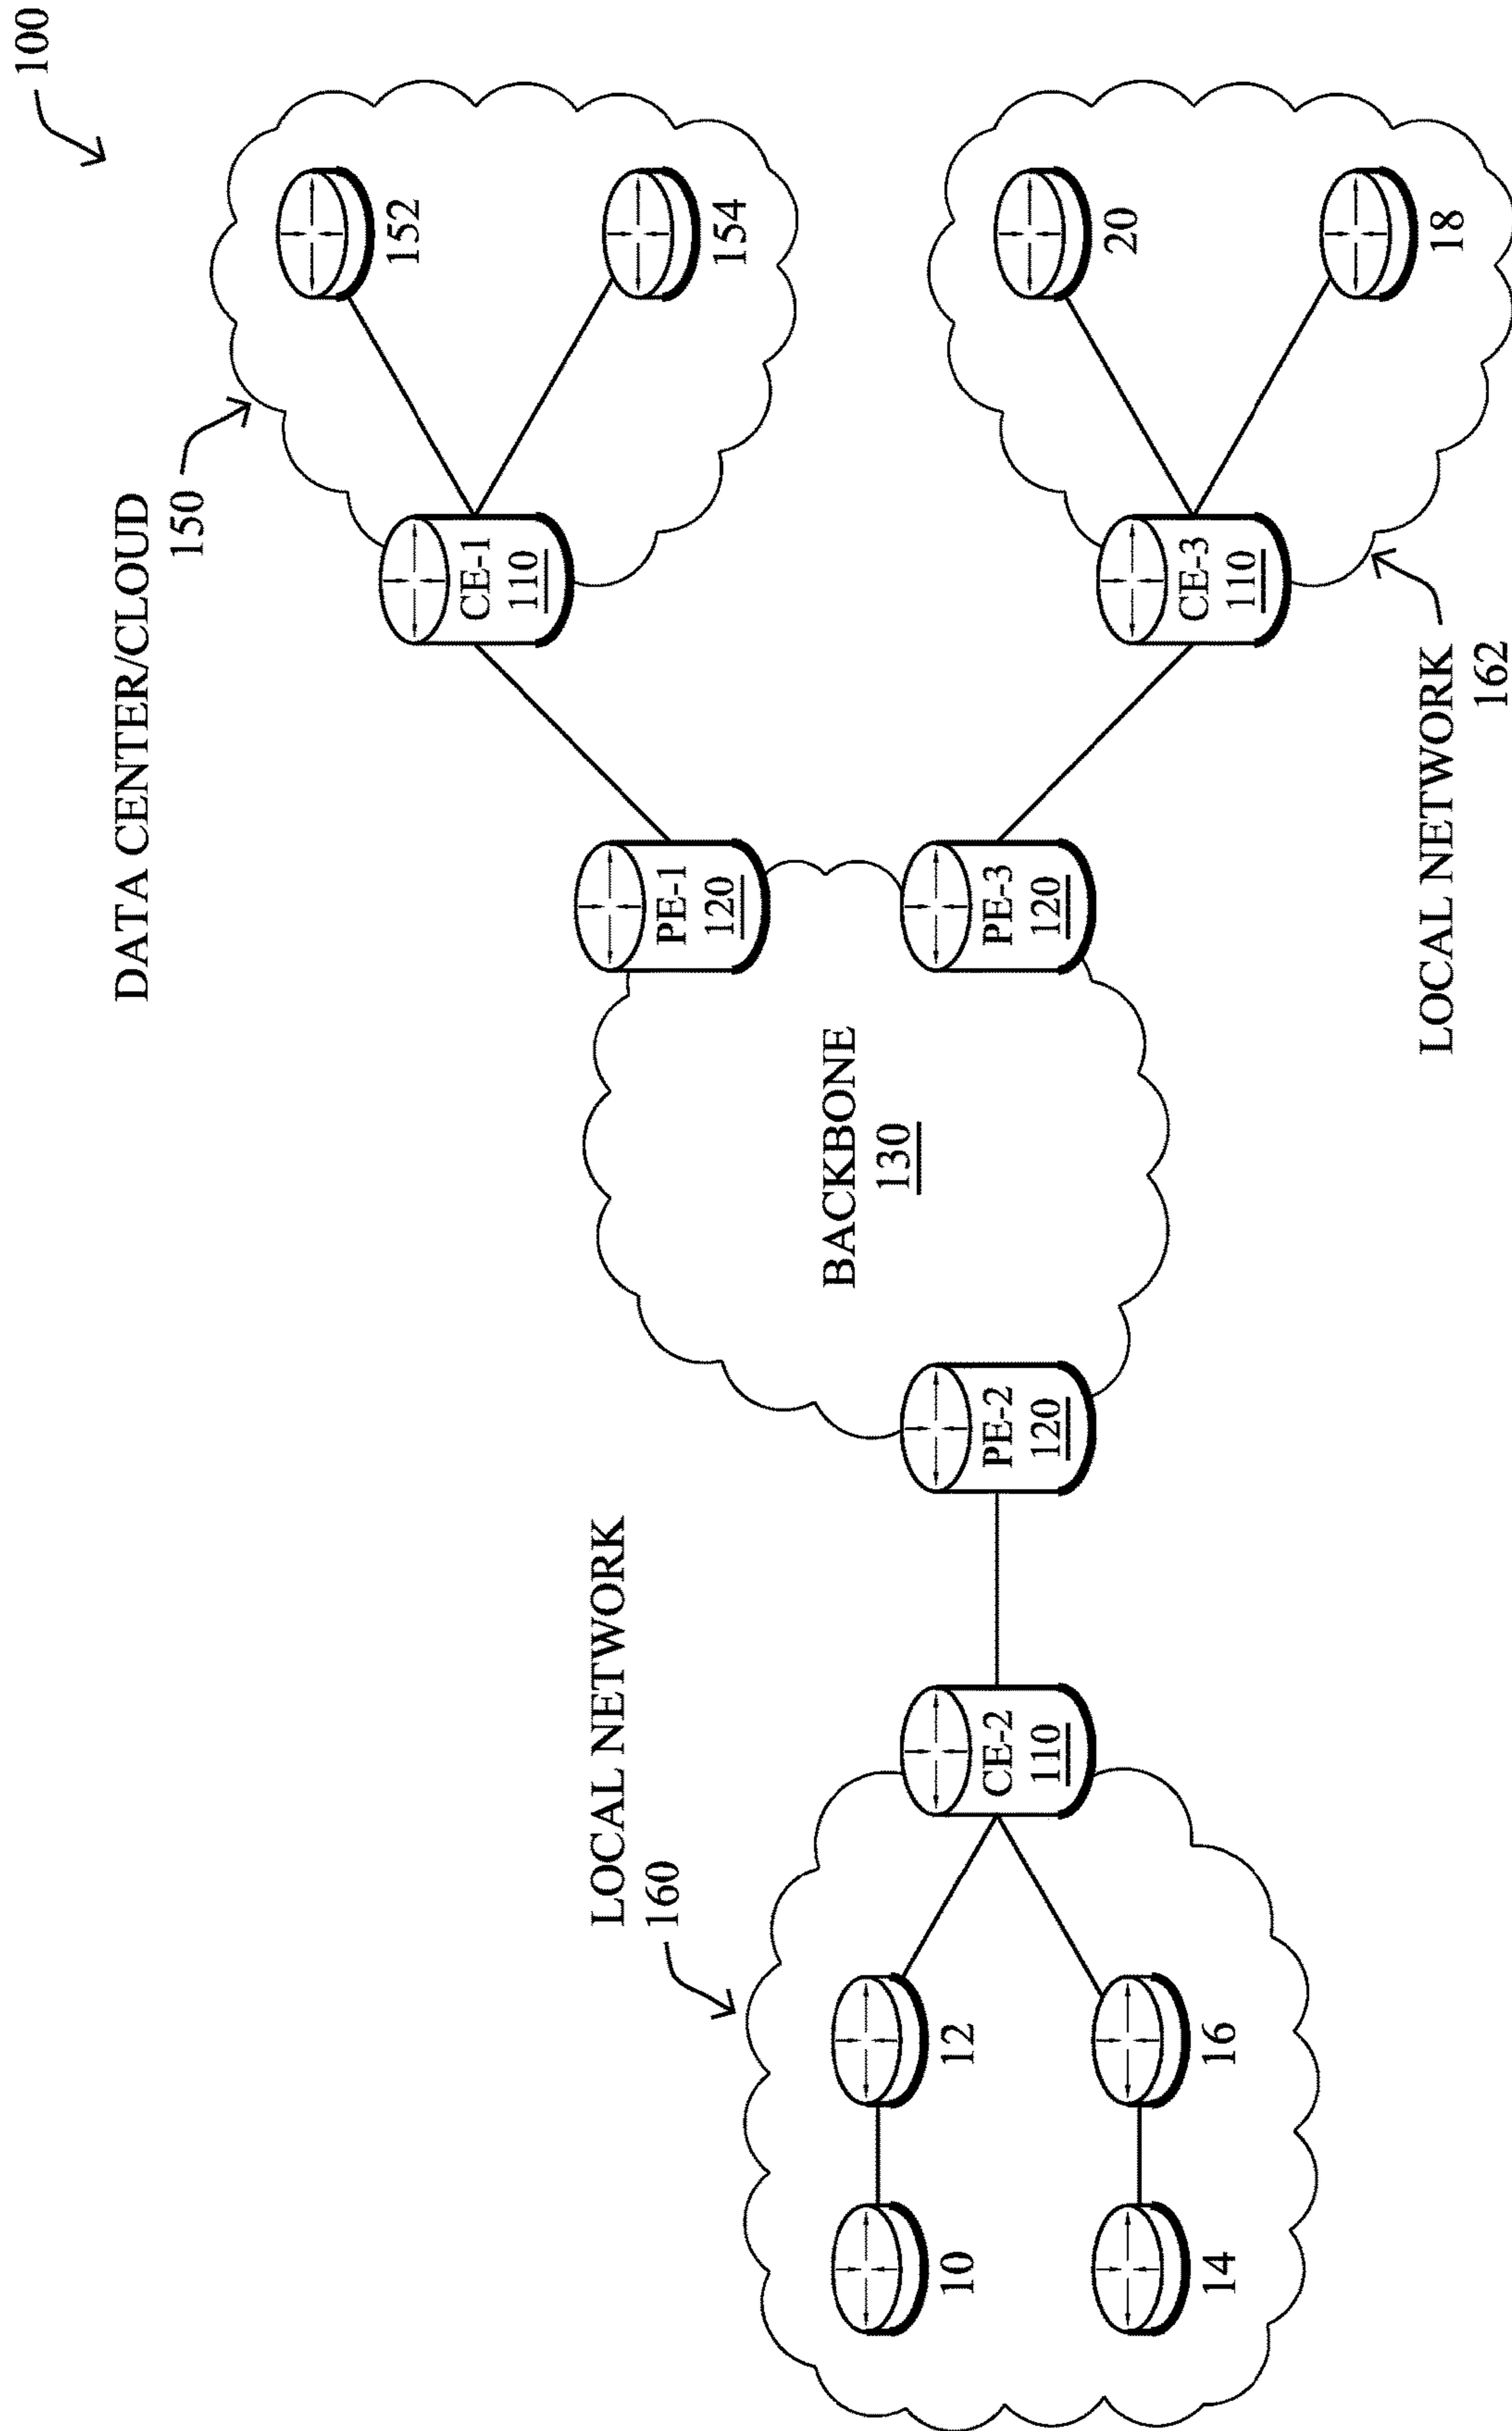 100
DATA CENTER/CLOUD
150
152
CE-1
110
154
LOCAL NETWORK
160
PE-1
120
BACKBONE
130
10
12
CE-2
110
PE-2
120
PE-3
120
14
16
20
CE-3
110
18
LOCAL NETWORK
162